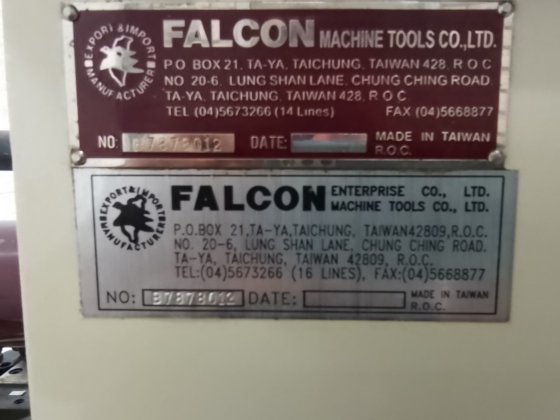 EXPORT & IMPORT MANUFACTURER
FALCON MACHINE TOOLS CO.,LTD.
P.O BOX 21, TA-YA, TAICHUNG, TAIWAN 428, R O C
NO 20-6, LUNG SHAN LANE, CHUNG CHING ROAD.
TA-YA, TAICHUNG, TAIWAN 428, R O C.
TEL (04)5673266 (14 Lines) FAX (04)5668877
NO: B7878012 DATE: MADE IN TAIWAN
R.O.C.
EXPORT & IMPORT MANUFACTURER
FALCON ENTERPRISE CO., LTD.
MACHINE TOOLS CO., LTD.
P.O.BOX 21,TA-YA,TAICHUNG, TAIWAN42809,R.O.C.
NO. 20-6, LUNG SHAN LANE, CHUNG CHING ROAD.
TA-YA, TAICHUNG, TAIWAN 42809, R.O.C.
TEL:(04)5673266 (16 LINES), FAX:(04)5668877
NO: B7878012 DATE: MADE IN TAIWAN
R.O.C.